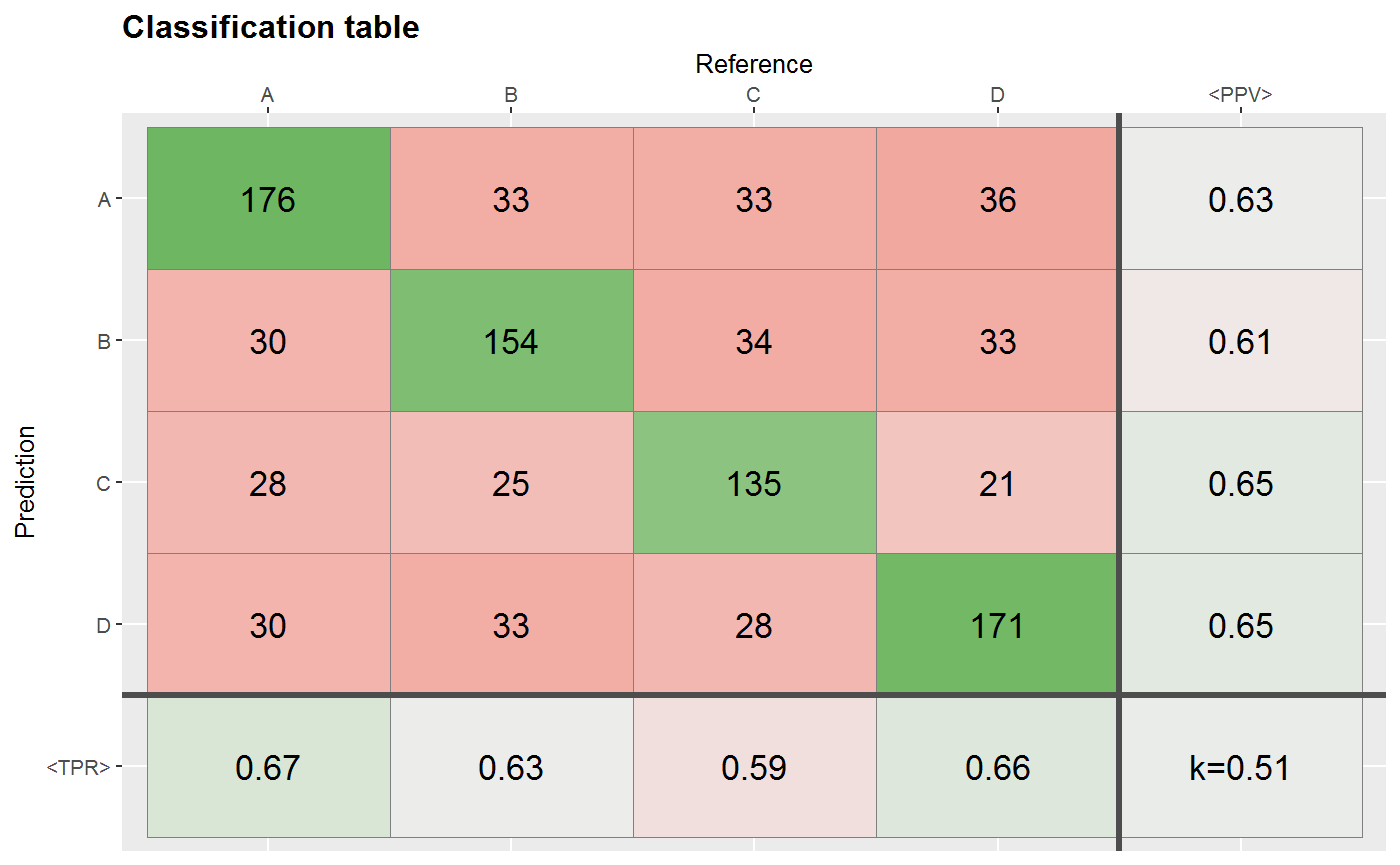 Classification table
Reference
A B C D <PPV>
A 176 33 33 36 0.63
B 30 154 34 33 0.61
Prediction
C 28 25 135 21 0.65
D 30 33 28 171 0.65
<TPR> 0.67 0.63 0.59 0.66 k=0.51